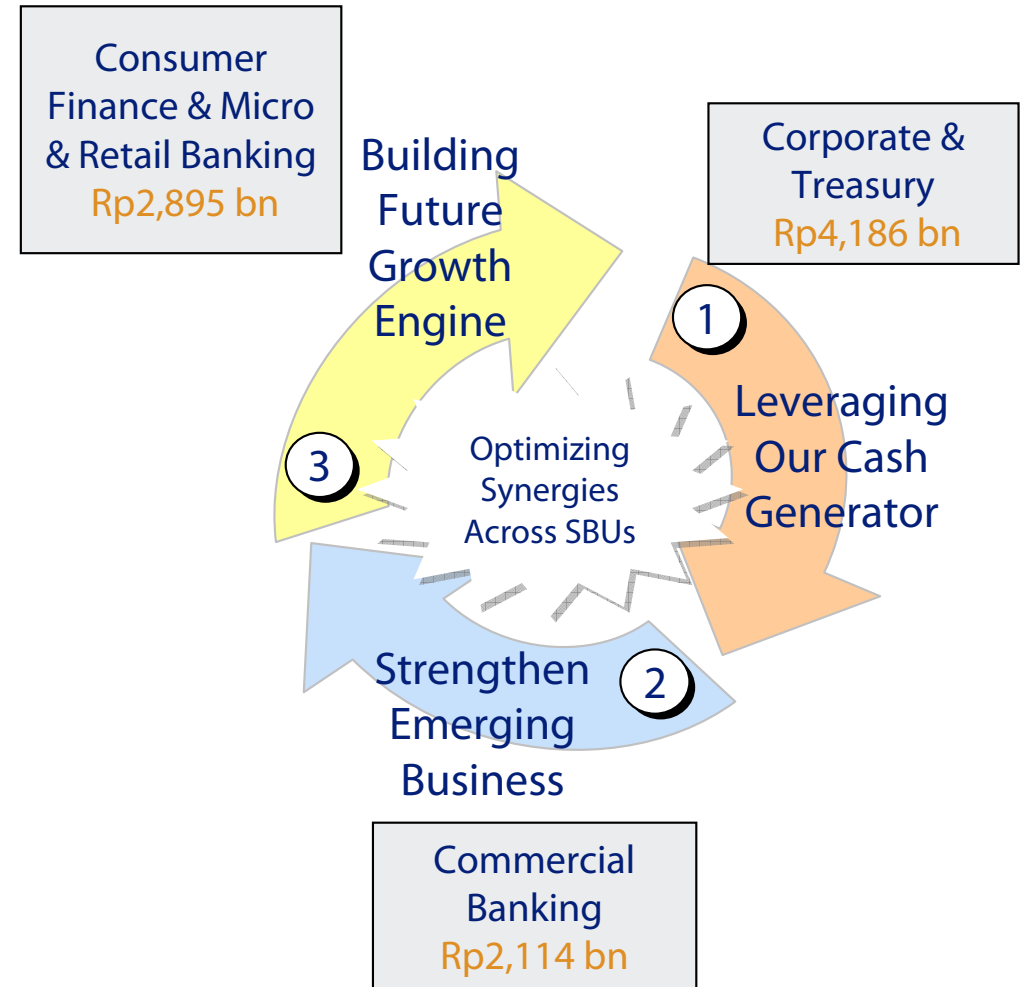 Consumer
Finance & Micro
& Retail Banking
Rp2,895 bn
Building
Future
Growth
Engine
Corporate &
Treasury
Rp4,186 bn
1
Leveraging
Our Cash
Generator
3
Optimizing
Synergies
Across SBUs
2
Strengthen
Emerging
Business
Commercial
Banking
Rp2,114 bn